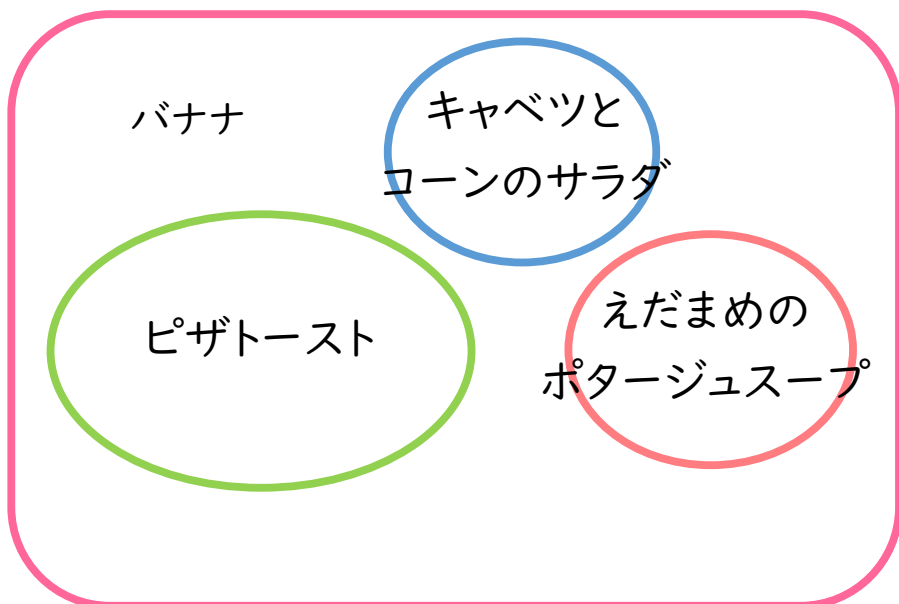 バナナ
キャベツと
コーンのサラダ
ピザトースト
えだまめの
ポタージュスープ